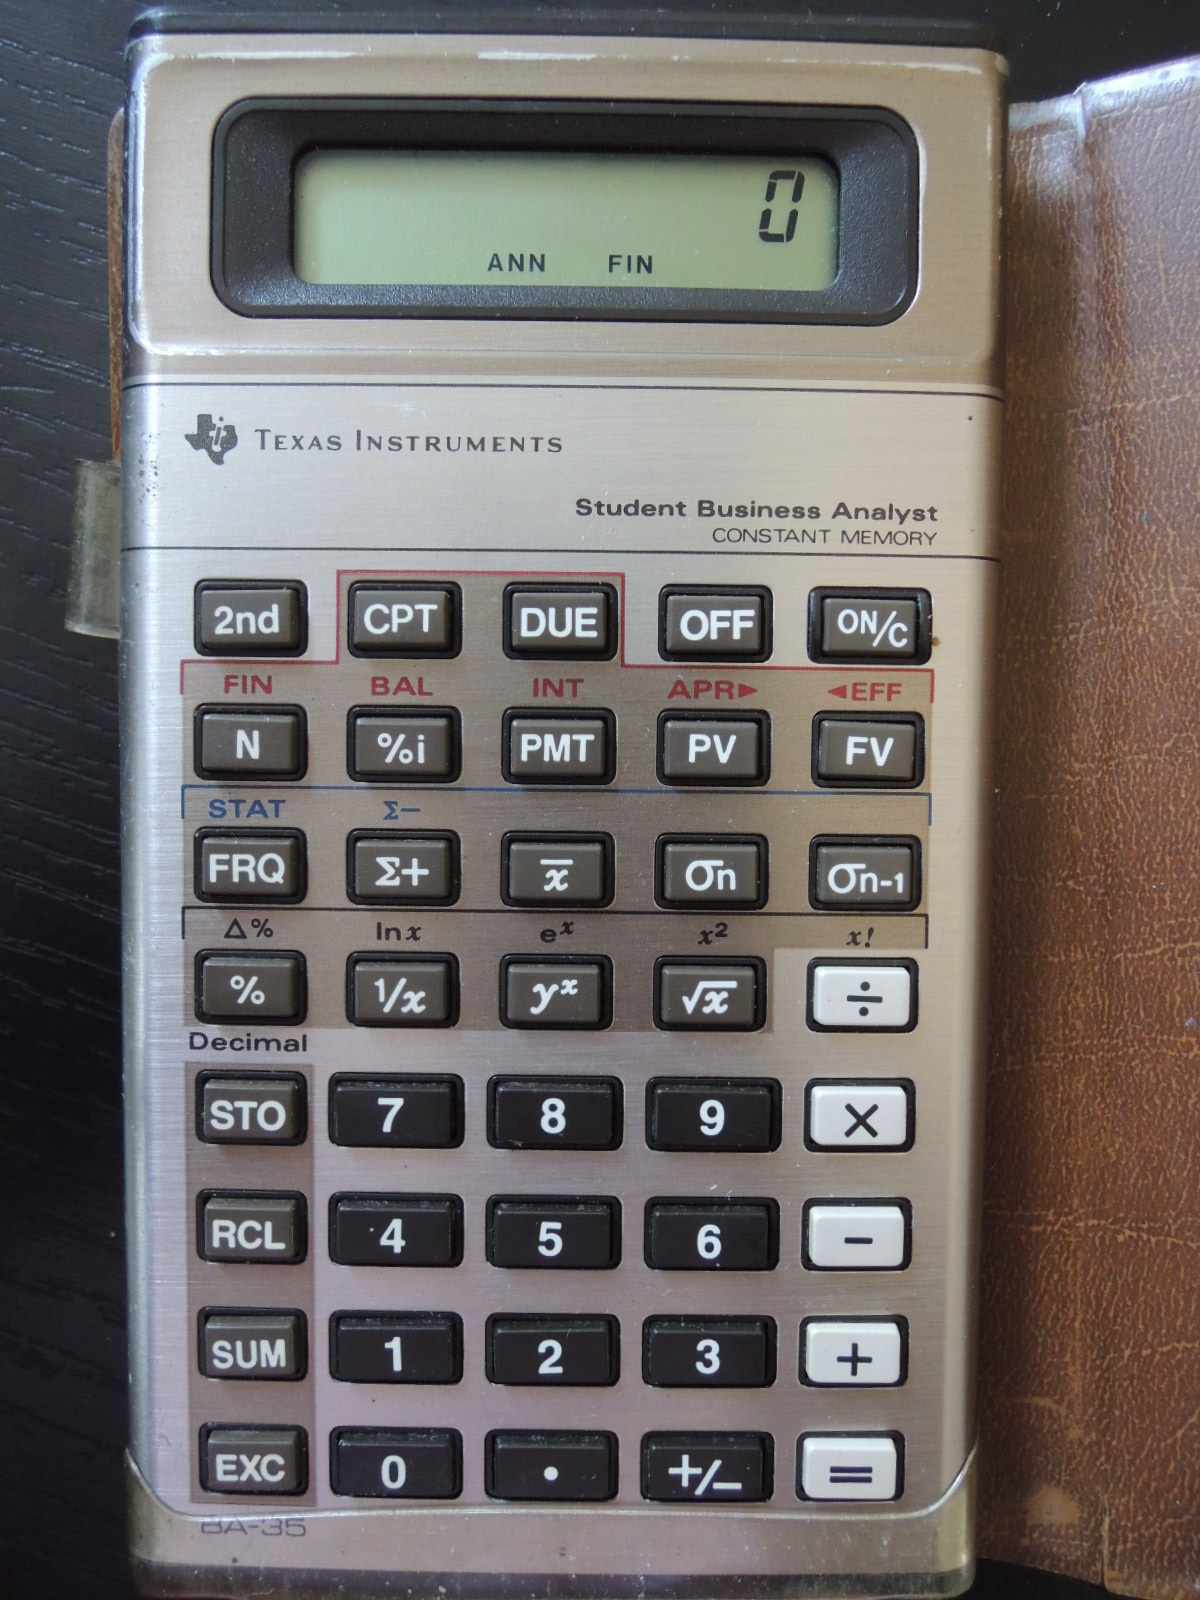 0
ANN FIN
TEXAS INSTRUMENTS
Student Business Analyst
CONSTANT MEMORY
2nd CPT DUE OFF ON/C
FIN BAL INT APR► ◄EFF
N %i PMT PV FV
STAT Σ−
FRQ Σ+ x̅ σn σn-1
Δ% lnx eˣ x² x!
% 1/x yˣ √x ÷
Decimal
STO 7 8 9 ×
RCL 4 5 6 −
SUM 1 2 3 +
EXC 0 . +/− =
BA-35